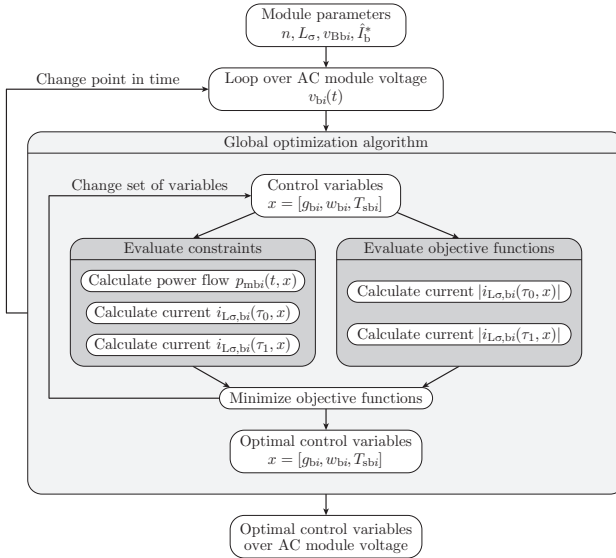 Module parameters
n, L_σ, v_Bbi, Î_b^*
Change point in time
Loop over AC module voltage
v_bi(t)
Global optimization algorithm
Change set of variables
Control variables
x = [g_bi, w_bi, T_sbi]
Evaluate constraints
Calculate power flow p_mbi(t, x)
Calculate current i_Lσ,bi(τ_0, x)
Calculate current i_Lσ,bi(τ_1, x)
Evaluate objective functions
Calculate current |i_Lσ,bi(τ_0, x)|
Calculate current |i_Lσ,bi(τ_1, x)|
Minimize objective functions
Optimal control variables
x = [g_bi, w_bi, T_sbi]
Optimal control variables
over AC module voltage